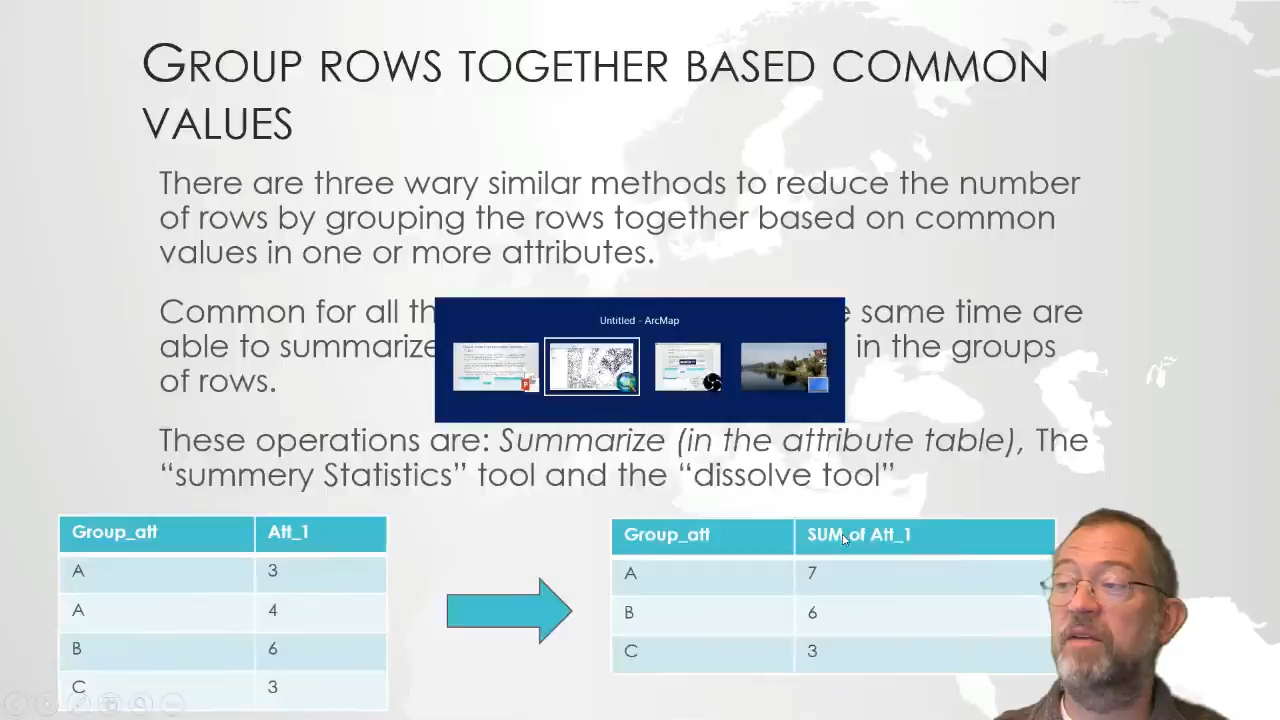 GROUP ROWS TOGETHER BASED COMMON
VALUES
There are three wary similar methods to reduce the number
of rows by grouping the rows together based on common
values in one or more attributes.
Common for all th
same time are
able to summarize
in the groups
of rows.
Untitled - ArcMap
These operations are: Summarize (in the attribute table), The
“summery Statistics” tool and the “dissolve tool”
Group_att Att_1
A 3
A 4
B 6
C 3
Group_att SUM of Att_1
A 7
B 6
C 3